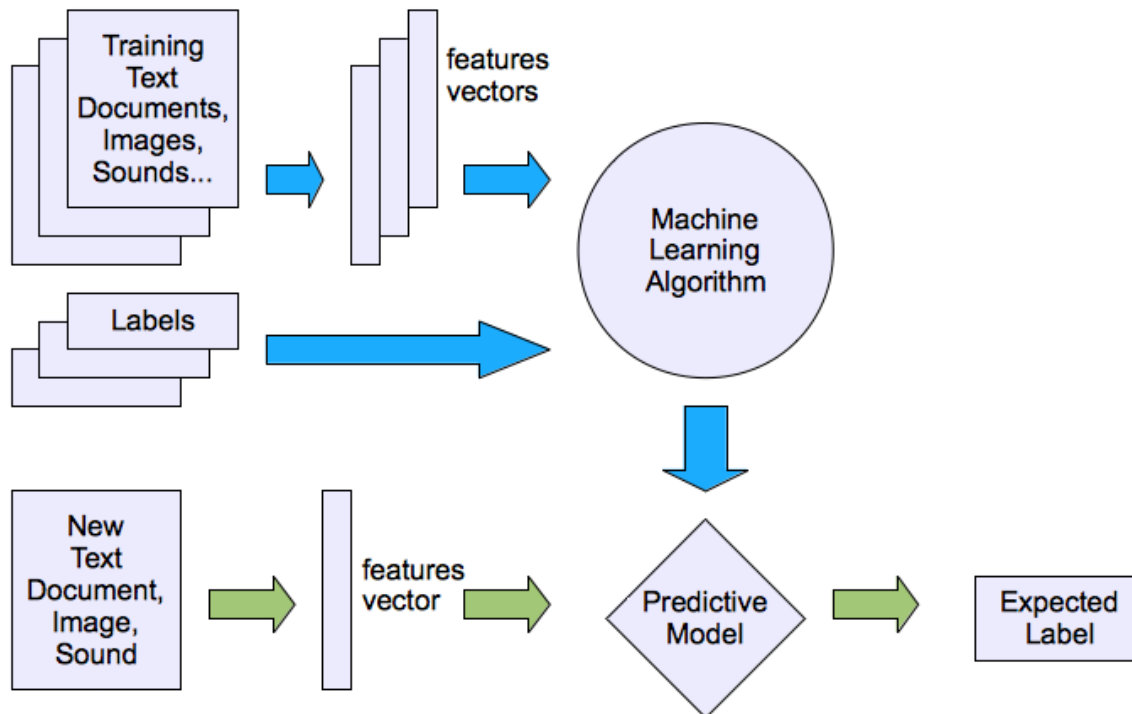 Training
Text
Documents,
Images,
Sounds...
features
vectors
Machine
Learning
Algorithm
Labels
New
Text
Document,
Image,
Sound
features
vector
Predictive
Model
Expected
Label